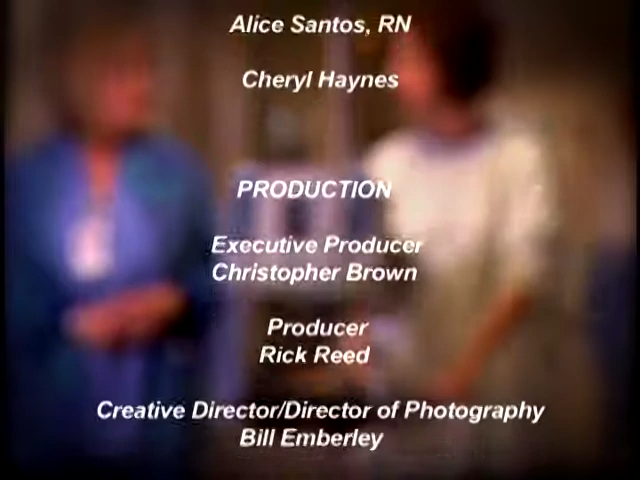 Alice Santos, RN
Cheryl Haynes
PRODUCTION
Executive Producer
Christopher Brown
Producer
Rick Reed
Creative Director/Director of Photography
Bill Emberley